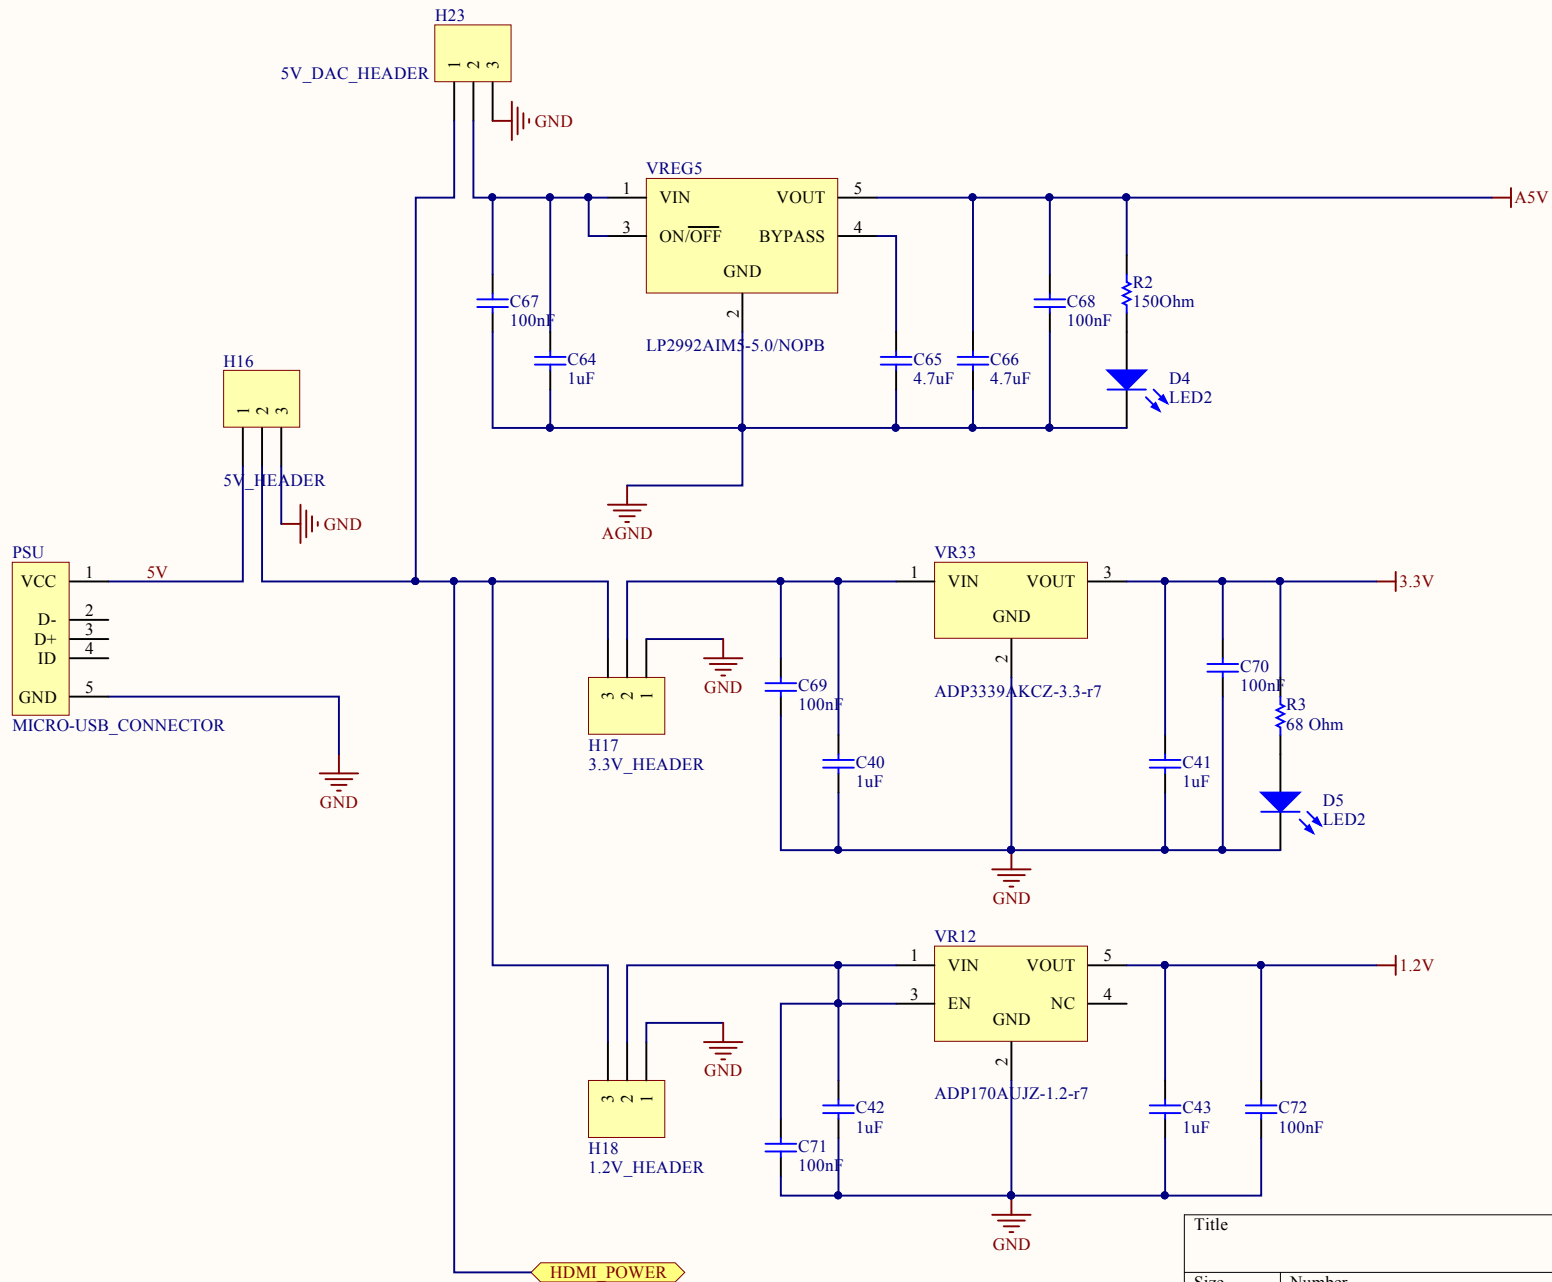 H23
5V_DAC_HEADER
1 2 3
GND
VREG5
1 VIN VOUT 5
3 ON/OFF BYPASS 4
GND
2
LP2992AIM5-5.0/NOPB
A5V
C67
100nF
C64
1uF
C65
4.7uF
C66
4.7uF
C68
100nF
R2
150Ohm
D4
LED2
AGND
H16
1 2 3
5V_HEADER
GND
PSU
VCC 1
5V
D- 2
D+ 3
ID 4
GND 5
MICRO-USB_CONNECTOR
GND
VR33
1 VIN VOUT 3
GND
2
ADP3339AKCZ-3.3-r7
3.3V
GND
3 2 1
H17
3.3V_HEADER
C69
100nF
C40
1uF
C41
1uF
C70
100nF
R3
68 Ohm
D5
LED2
GND
VR12
1 VIN VOUT 5
3 EN NC 4
GND
2
ADP170AUJZ-1.2-r7
1.2V
GND
3 2 1
H18
1.2V_HEADER
C42
1uF
C71
100nF
C43
1uF
C72
100nF
GND
HDMI_POWER
Title
Size Number